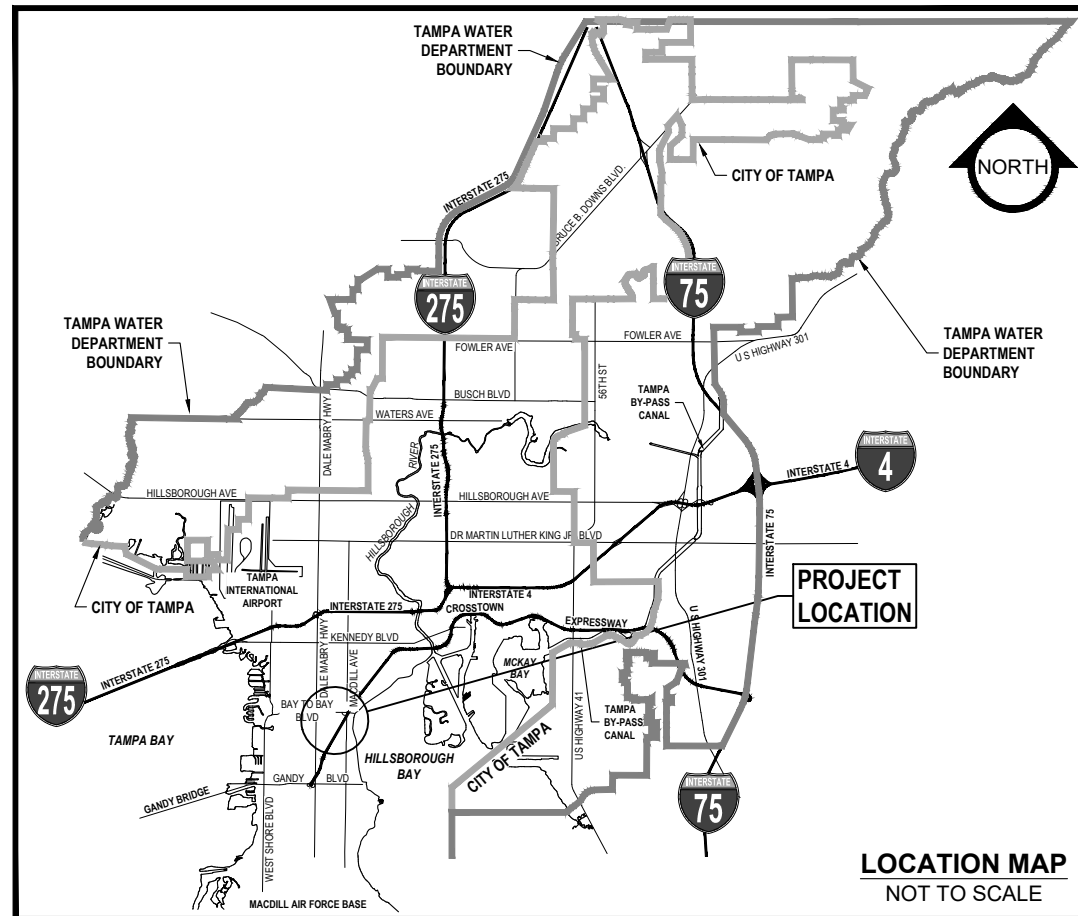 TAMPA WATER
DEPARTMENT
BOUNDARY
CITY OF TAMPA
NORTH
INTERSTATE 275
BRUCE B. DOWNS BLVD.
INTERSTATE
275
INTERSTATE
75
TAMPA WATER
DEPARTMENT
BOUNDARY
FOWLER AVE
FOWLER AVE
U S HIGHWAY 301
TAMPA WATER
DEPARTMENT
BOUNDARY
DALE MABRY HWY
BUSCH BLVD
56TH ST
TAMPA
BY-PASS
CANAL
WATERS AVE
RIVER
HILLSBOROUGH
INTERSTATE 275
INTERSTATE
4
INTERSTATE 4
HILLSBOROUGH AVE
HILLSBOROUGH AVE
DR MARTIN LUTHER KING JR BLVD
INTERSTATE 75
CITY OF TAMPA
TAMPA
INTERNATIONAL
AIRPORT
INTERSTATE 4
PROJECT
LOCATION
INTERSTATE 275
CROSSTOWN
EXPRESSWAY
KENNEDY BLVD
DALE MABRY HWY
MACDILL AVE
MCKAY
BAY
U S HIGHWAY 301
INTERSTATE 275
INTERSTATE
275
BAY TO BAY
BLVD
US HIGHWAY 41
TAMPA
BY-PASS
CANAL
TAMPA BAY
HILLSBOROUGH
BAY
CITY OF TAMPA
GANDY BLVD
GANDY BRIDGE
INTERSTATE
75
WEST SHORE BLVD
MACDILL AIR FORCE BASE
LOCATION MAP
NOT TO SCALE